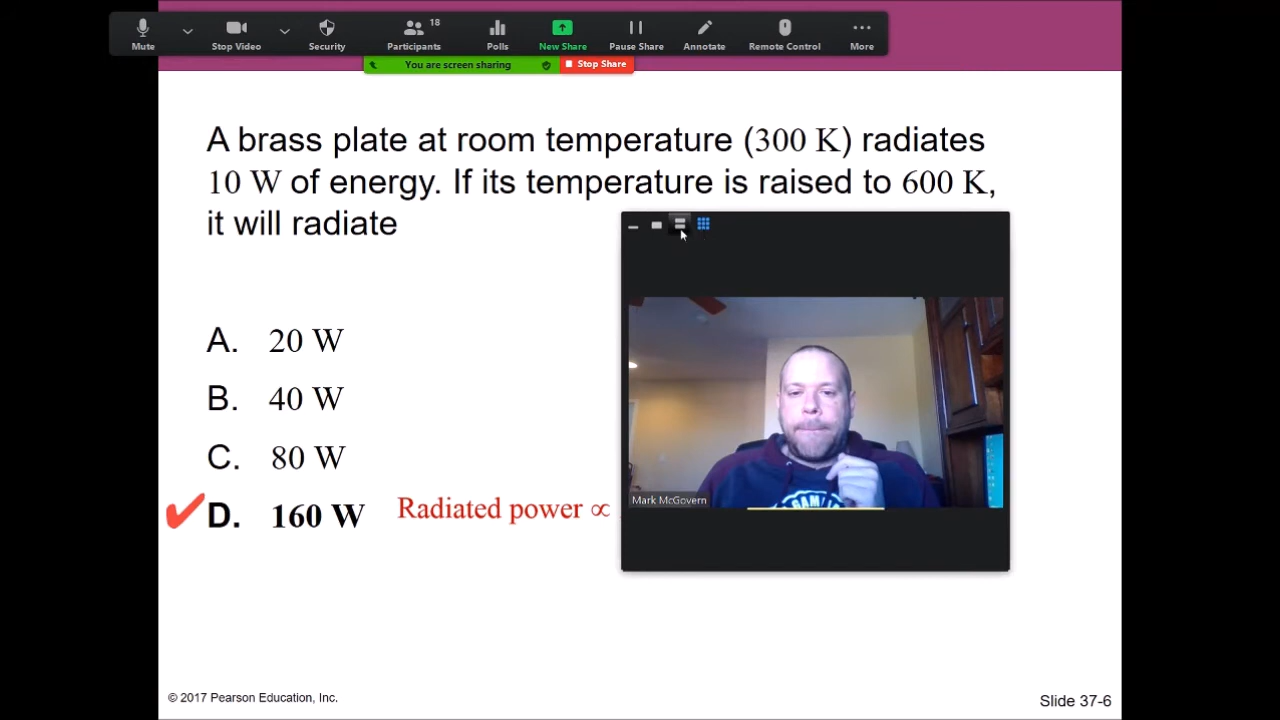 18
Mute
Stop Video
Security
Participants
Polls
New Share
Pause Share
Annotate
Remote Control
More
You are screen sharing
Stop Share
A brass plate at room temperature (300 K) radiates
10 W of energy. If its temperature is raised to 600 K,
it will radiate
A. 20 W
B. 40 W
C. 80 W
D. 160 W
Radiated power ∝
Mark McGovern
© 2017 Pearson Education, Inc.
Slide 37-6